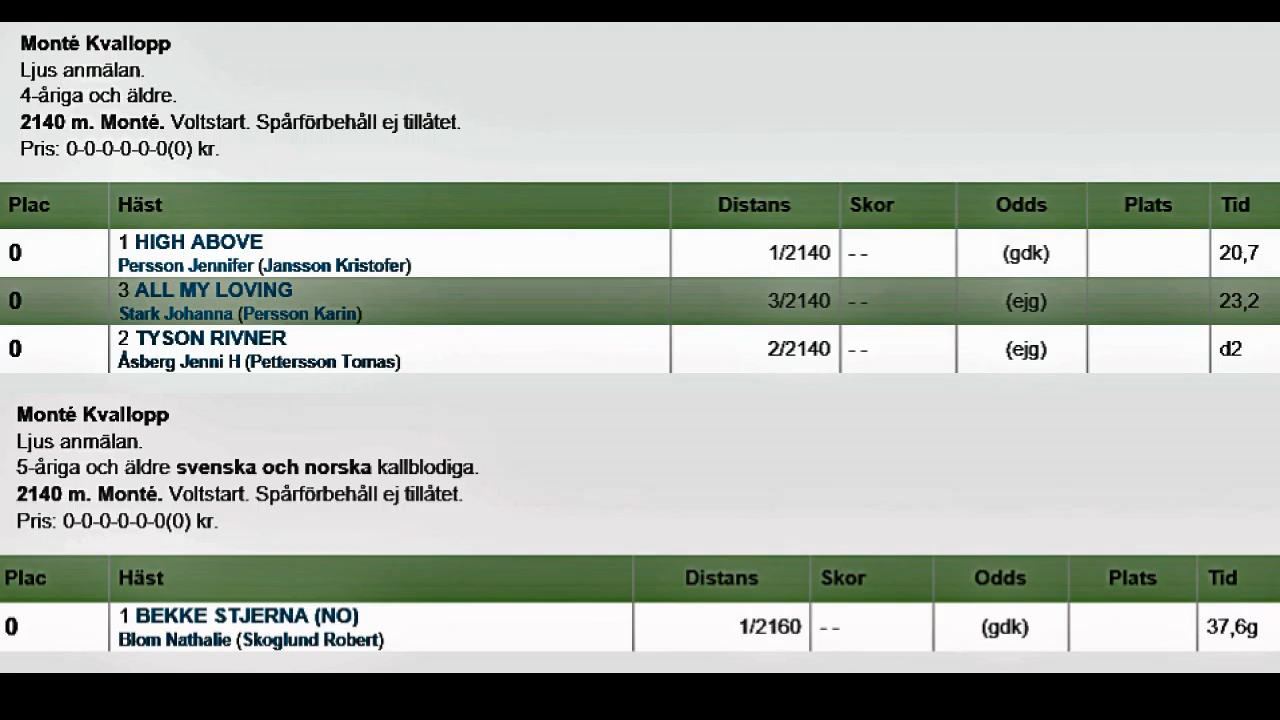 Monté Kvallopp
Ljus anmälan.
4-åriga och äldre.
2140 m. Monté. Voltstart. Spårförbehåll ej tillåtet.
Pris: 0-0-0-0-0-0(0) kr.
Plac Häst Distans Skor Odds Plats Tid
0 1 HIGH ABOVE 1/2140 - - (gdk) 20,7
Persson Jennifer (Jansson Kristofer)
0 3 ALL MY LOVING 3/2140 - - (ejg) 23,2
Stark Johanna (Persson Karin)
0 2 TYSON RIVNER 2/2140 - - (ejg) d2
Åsberg Jenni H (Pettersson Tomas)
Monté Kvallopp
Ljus anmälan.
5-åriga och äldre svenska och norska kallblodiga.
2140 m. Monté. Voltstart. Spårförbehåll ej tillåtet.
Pris: 0-0-0-0-0-0(0) kr.
Plac Häst Distans Skor Odds Plats Tid
0 1 BEKKE STJERNA (NO) 1/2160 - - (gdk) 37,6g
Blom Nathalie (Skoglund Robert)